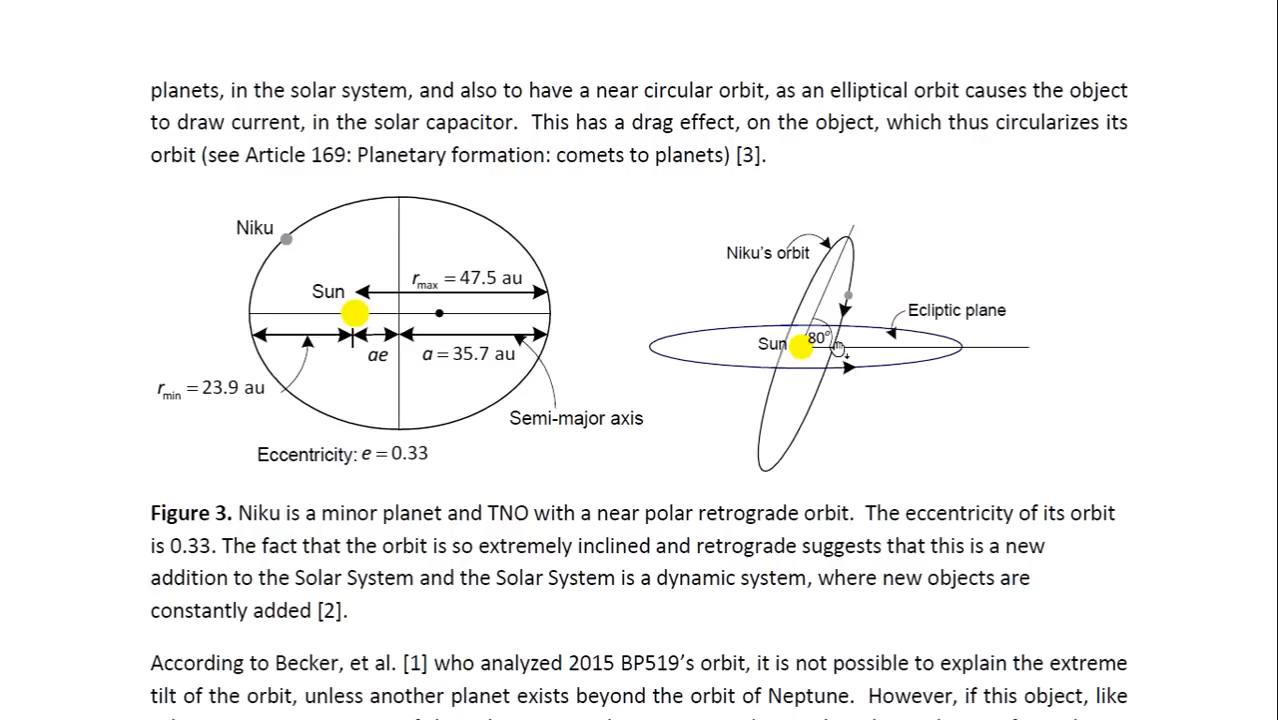 planets, in the solar system, and also to have a near circular orbit, as an elliptical orbit causes the object
to draw current, in the solar capacitor.  This has a drag effect, on the object, which thus circularizes its
orbit (see Article 169: Planetary formation: comets to planets) [3].
Niku
Sun
rmax = 47.5 au
ae
a = 35.7 au
rmin = 23.9 au
Semi-major axis
Eccentricity: e = 0.33
Niku's orbit
Ecliptic plane
Sun
80°
Figure 3. Niku is a minor planet and TNO with a near polar retrograde orbit.  The eccentricity of its orbit
is 0.33. The fact that the orbit is so extremely inclined and retrograde suggests that this is a new
addition to the Solar System and the Solar System is a dynamic system, where new objects are
constantly added [2].
According to Becker, et al. [1] who analyzed 2015 BP519's orbit, it is not possible to explain the extreme
tilt of the orbit, unless another planet exists beyond the orbit of Neptune.  However, if this object, like